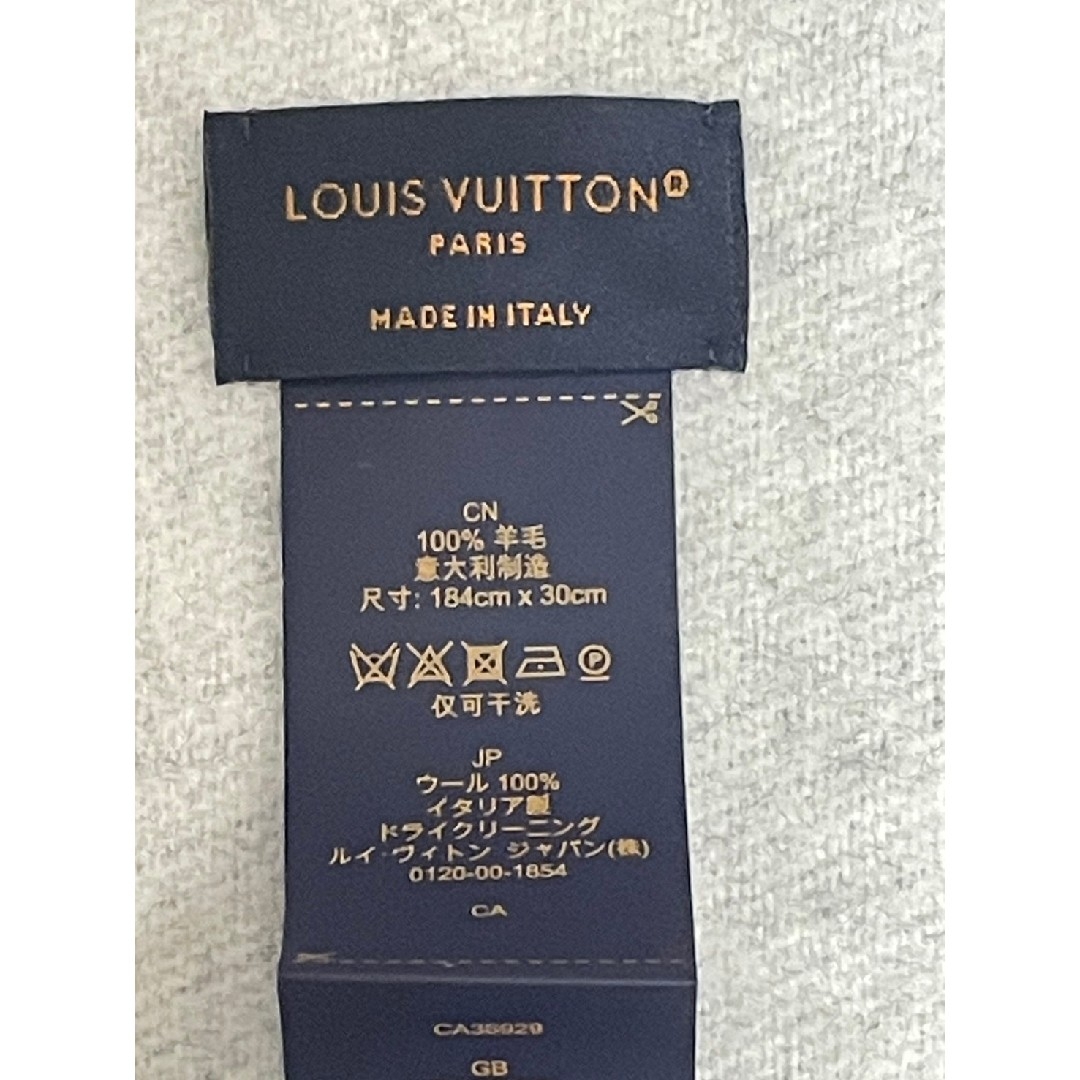 LOUIS VUITTON®
PARIS
MADE IN ITALY
CN
100% 羊毛
意大利制造
尺寸: 184cm x 30cm
P
仅可干洗
JP
ウール 100%
イタリア製
ドライクリーニング
ルイ・ヴィトン ジャパン(株)
0120-00-1854
CA
CA36929
GB